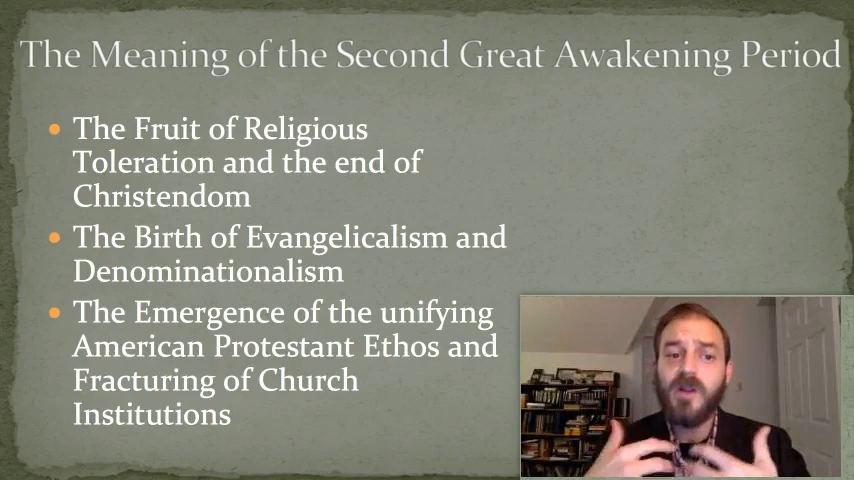 The Meaning of the Second Great Awakening Period
The Fruit of Religious
Toleration and the end of
Christendom
The Birth of Evangelicalism and
Denominationalism
The Emergence of the unifying
American Protestant Ethos and
Fracturing of Church
Institutions